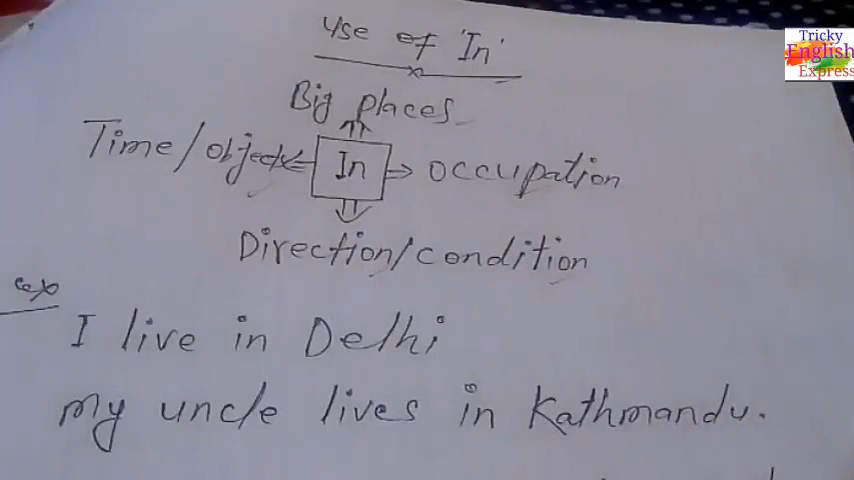 Use of 'In'
Tricky
English
Express
Big places
Time/object
In
occupation
Direction/condition
ex
I live in Delhi
my uncle lives in Kathmandu.